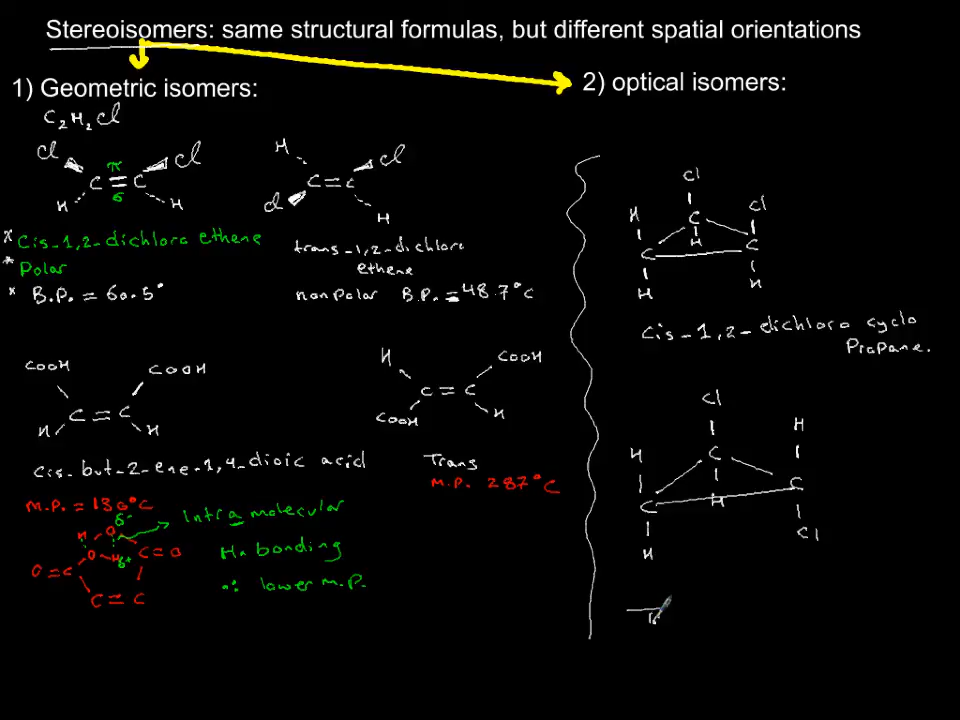 Stereoisomers: same structural formulas, but different spatial orientations
1) Geometric isomers:
2) optical isomers:
C2H2Cl
Cl Cl
π
C = C
σ
H H
* Cis-1,2-dichloro ethene
* Polar
* B.P. = 60.5°
H Cl
C = C
Cl H
trans-1,2-dichloro
ethene
nonpolar B.P. = 48.7°C
COOH COOH
C = C
H H
cis-but-2-ene-1,4-dioic acid
M.P. = 130°C
H COOH
C = C
COOH H
Trans
M.P. 287°C
δ-
H O
O H C = O
δ+
O = C
C = C
Intra molecular
H-bonding
∴ lower M.P.
Cl
H C Cl
C H C
H H
Cis-1,2-dichloro cyclo
Propane.
Cl
H C H
C H C
H Cl